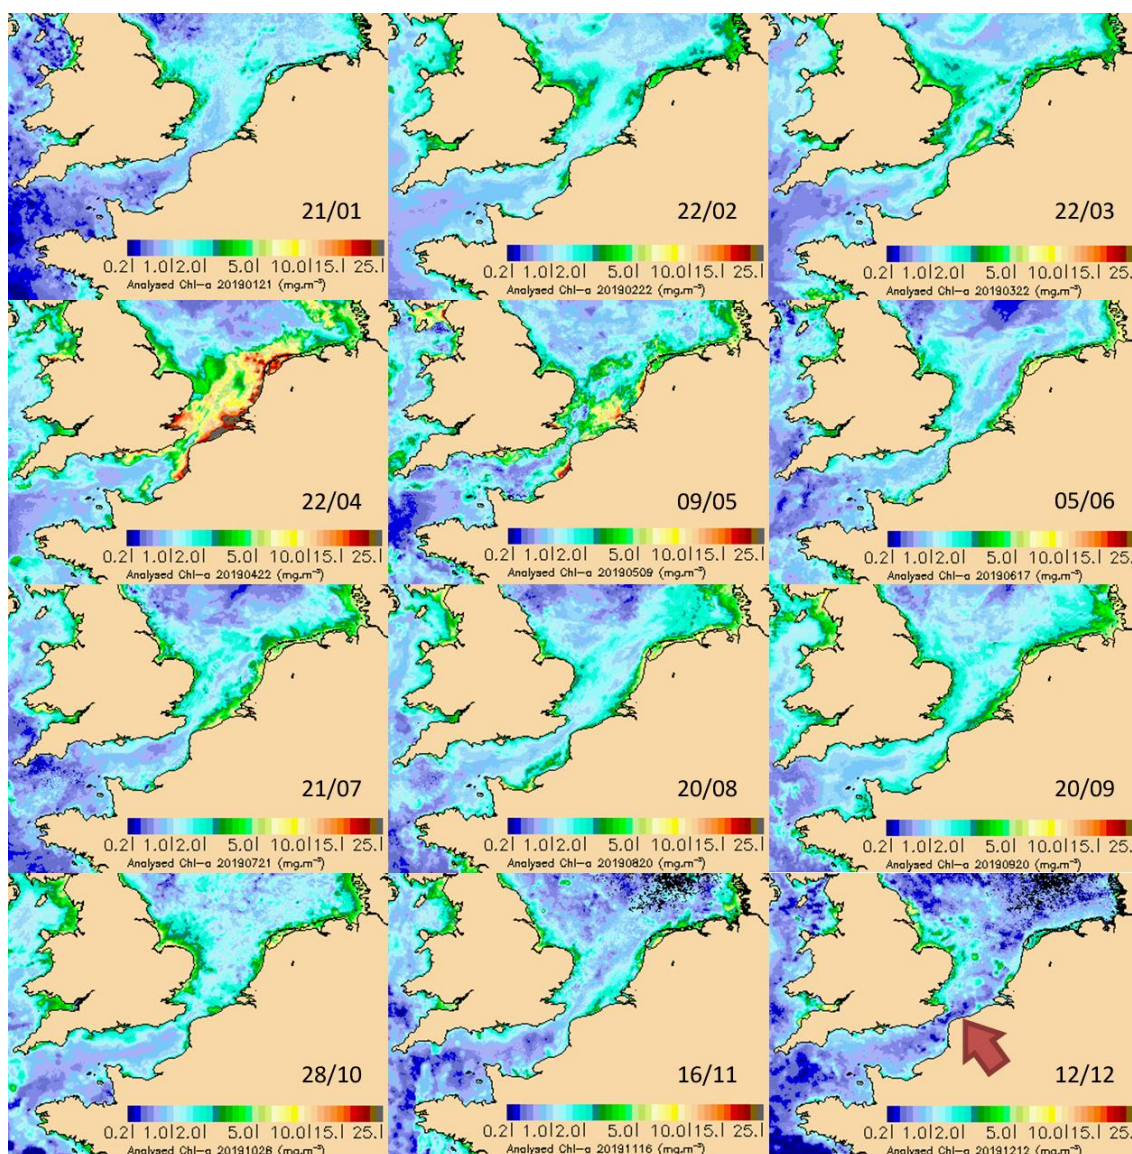 21/01
0.2| 1.0|2.0| 5.0| 10.0|15.| 25.|
Analysed Chl-a 20190121 (mg.m⁻³)
22/02
0.2| 1.0|2.0| 5.0| 10.0|15.| 25.|
Analysed Chl-a 20190222 (mg.m⁻³)
22/03
0.2| 1.0|2.0| 5.0| 10.0|15.| 25.|
Analysed Chl-a 20190322 (mg.m⁻³)
22/04
0.2| 1.0|2.0| 5.0| 10.0|15.| 25.|
Analysed Chl-a 20190422 (mg.m⁻³)
09/05
0.2| 1.0|2.0| 5.0| 10.0|15.| 25.|
Analysed Chl-a 20190509 (mg.m⁻³)
05/06
0.2| 1.0|2.0| 5.0| 10.0|15.| 25.|
Analysed Chl-a 20190617 (mg.m⁻³)
21/07
0.2| 1.0|2.0| 5.0| 10.0|15.| 25.|
Analysed Chl-a 20190721 (mg.m⁻³)
20/08
0.2| 1.0|2.0| 5.0| 10.0|15.| 25.|
Analysed Chl-a 20190820 (mg.m⁻³)
20/09
0.2| 1.0|2.0| 5.0| 10.0|15.| 25.|
Analysed Chl-a 20190920 (mg.m⁻³)
28/10
0.2| 1.0|2.0| 5.0| 10.0|15.| 25.|
Analysed Chl-a 20191028 (mg.m⁻³)
16/11
0.2| 1.0|2.0| 5.0| 10.0|15.| 25.|
Analysed Chl-a 20191116 (mg.m⁻³)
12/12
0.2| 1.0|2.0| 5.0| 10.0|15.| 25.|
Analysed Chl-a 20191212 (mg.m⁻³)